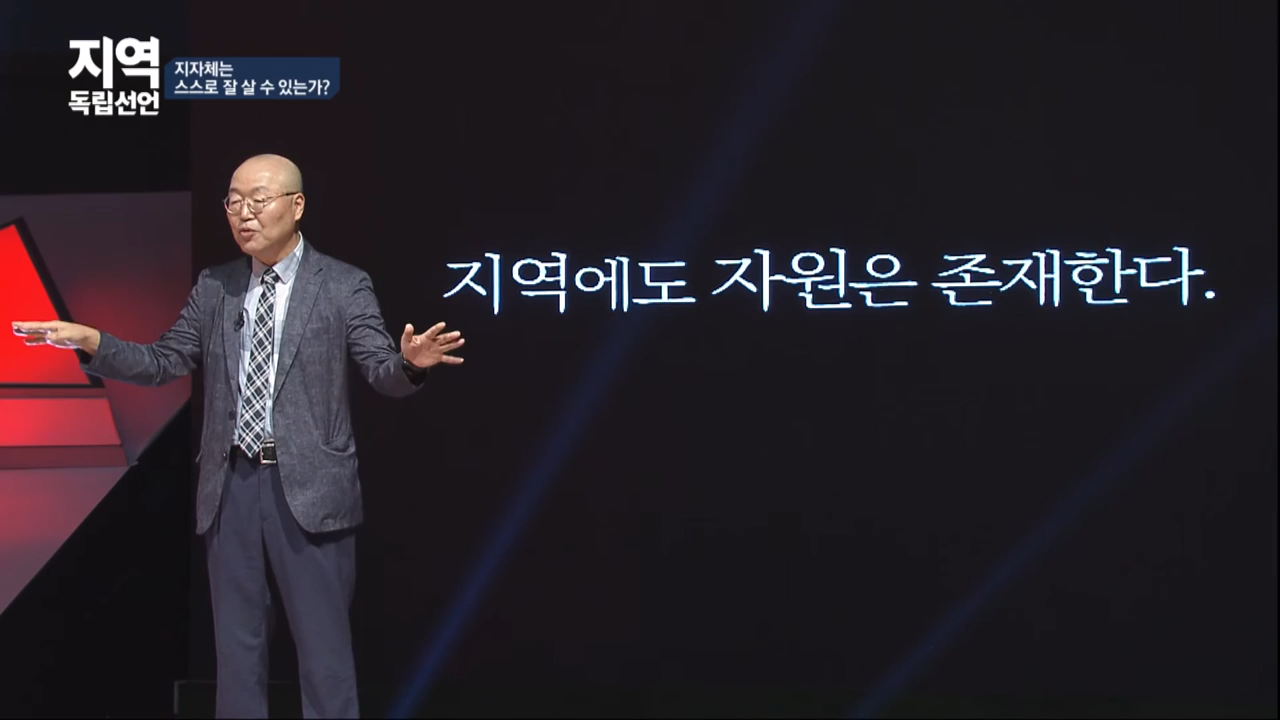 지역
독립선언
지자체는
스스로 잘 살 수 있는가?
지역에도 자원은 존재한다.